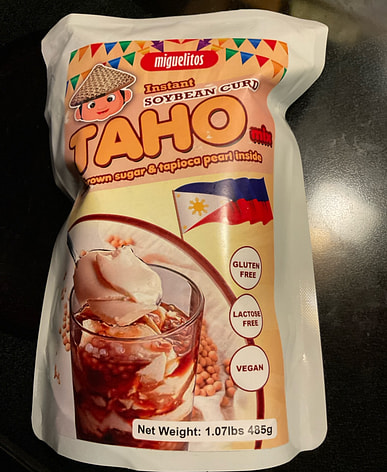 miguelitos
Instant
SOYBEAN CURD
TAHO mix
brown sugar & tapioca pearl inside
GLUTEN
FREE
LACTOSE
FREE
VEGAN
Net Weight: 1.07lbs 485g